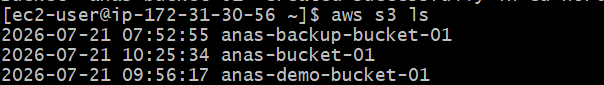 [ec2-user@ip-172-31-30-56 ~]$ aws s3 ls
2026-07-21 07:52:55 anas-backup-bucket-01
2026-07-21 10:25:34 anas-bucket-01
2026-07-21 09:56:17 anas-demo-bucket-01